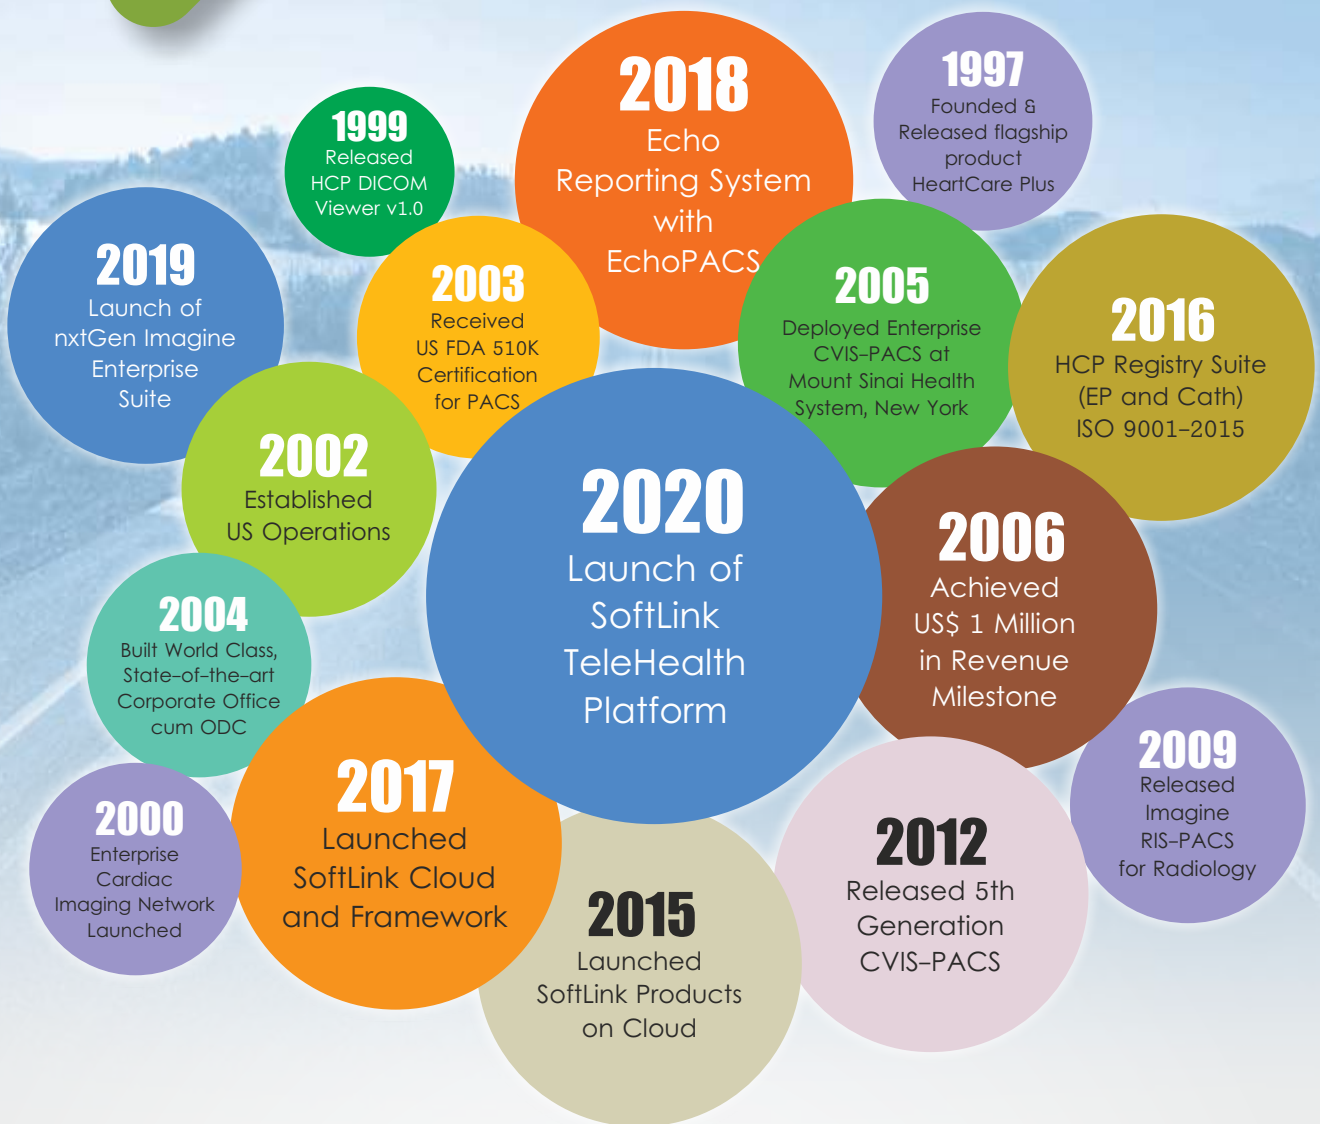 2018
Echo
Reporting System
with
EchoPACS
1997
Founded &
Released flagship
product
HeartCare Plus
1999
Released
HCP DICOM
Viewer v1.0
2019
Launch of
nxtGen Imagine
Enterprise
Suite
2003
Received
US FDA 510K
Certification
for PACS
2005
Deployed Enterprise
CVIS-PACS at
Mount Sinai Health
System, New York
2016
HCP Registry Suite
(EP and Cath)
ISO 9001-2015
2002
Established
US Operations
2020
Launch of
SoftLink
TeleHealth
Platform
2006
Achieved
US$ 1 Million
in Revenue
Milestone
2004
Built World Class,
State-of-the-art
Corporate Office
cum ODC
2017
Launched
SoftLink Cloud
and Framework
2009
Released
Imagine
RIS-PACS
for Radiology
2000
Enterprise
Cardiac
Imaging Network
Launched
2012
Released 5th
Generation
CVIS-PACS
2015
Launched
SoftLink Products
on Cloud